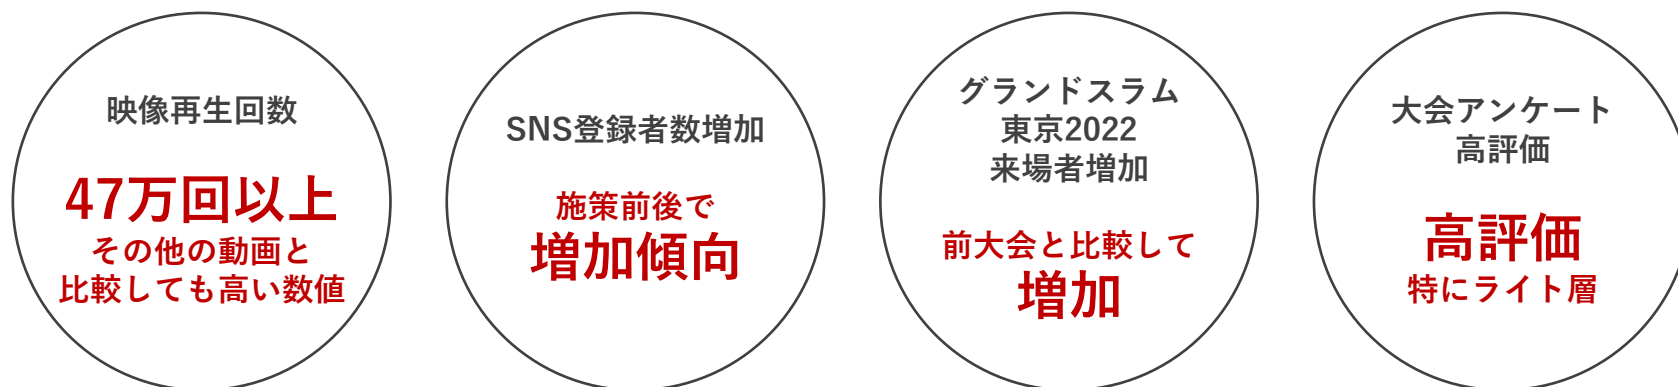 映像再生回数
47万回以上
その他の動画と
比較しても高い数値
SNS登録者数増加
施策前後で
増加傾向
グランドスラム
東京2022
来場者増加
前大会と比較して
増加
大会アンケート
高評価
高評価
特にライト層